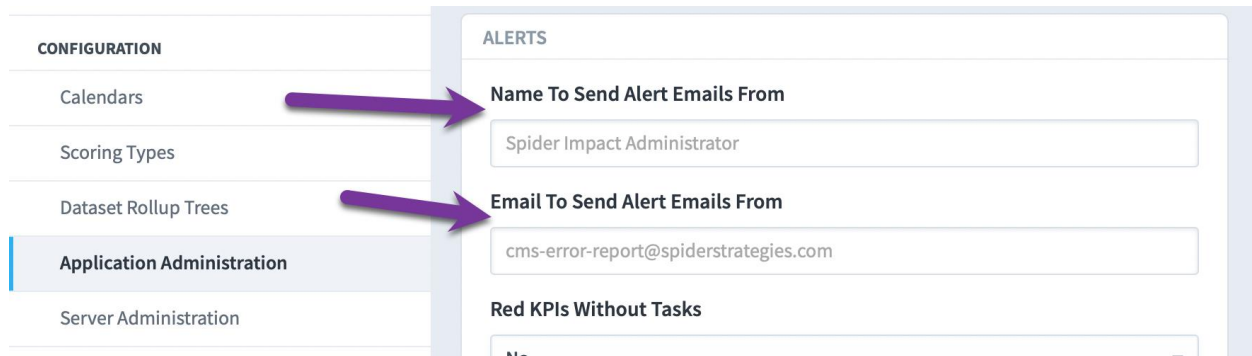 CONFIGURATION
Calendars
Scoring Types
Dataset Rollup Trees
Application Administration
Server Administration
ALERTS
Name To Send Alert Emails From
Spider Impact Administrator
Email To Send Alert Emails From
cms-error-report@spiderstrategies.com
Red KPIs Without Tasks
No